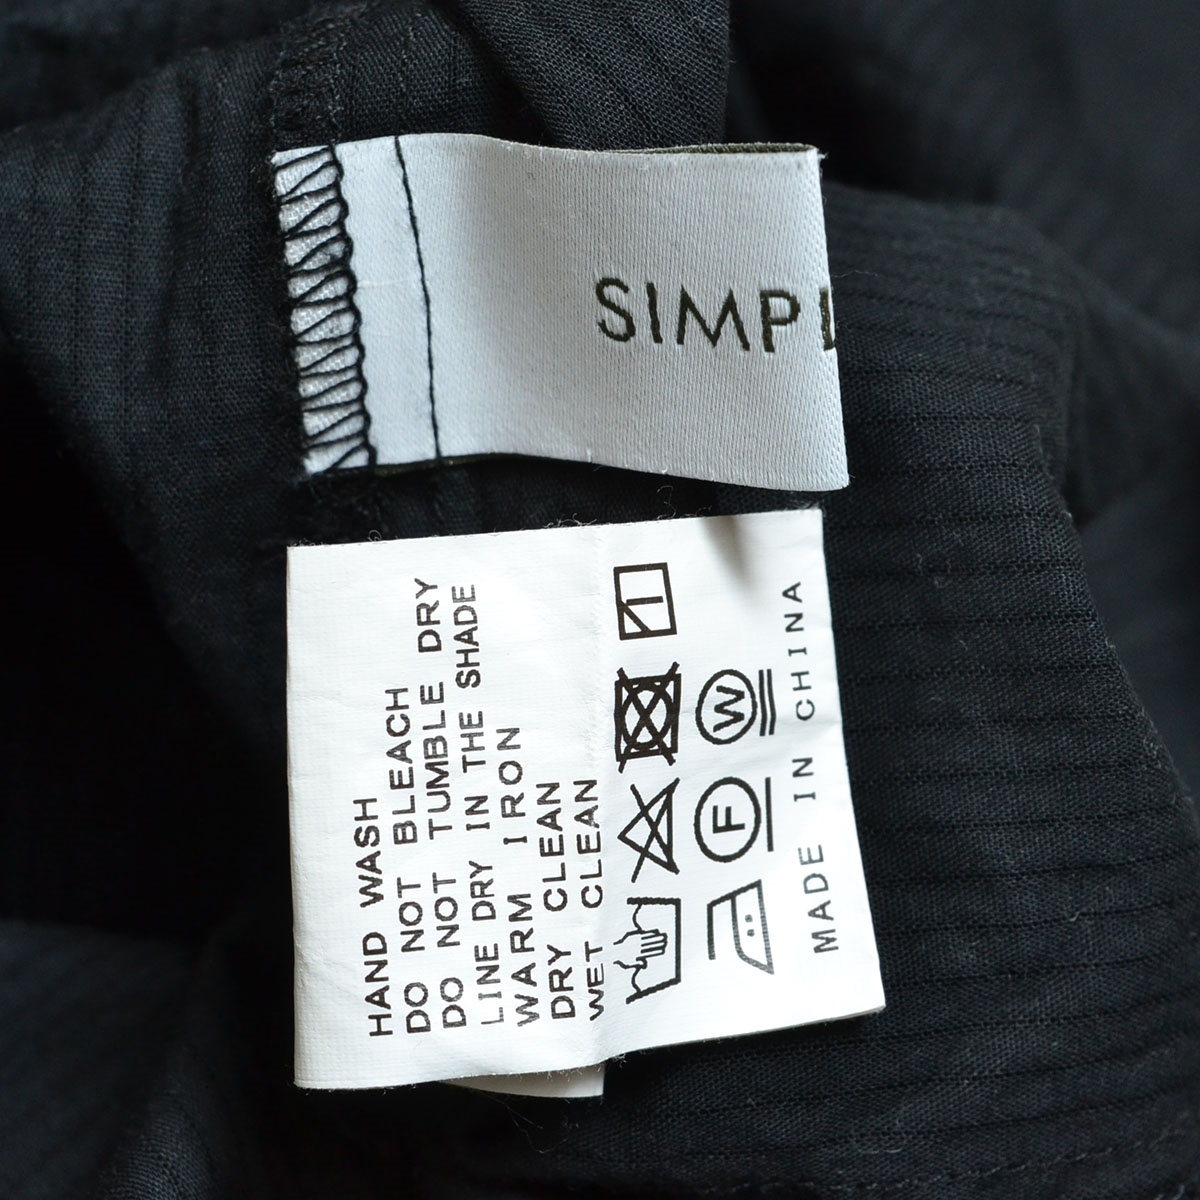 SIMPL
HAND WASH
DO NOT BLEACH
DO NOT TUMBLE DRY
LINE DRY IN THE SHADE
WARM IRON
DRY CLEAN
WET CLEAN
F W
MADE IN CHINA